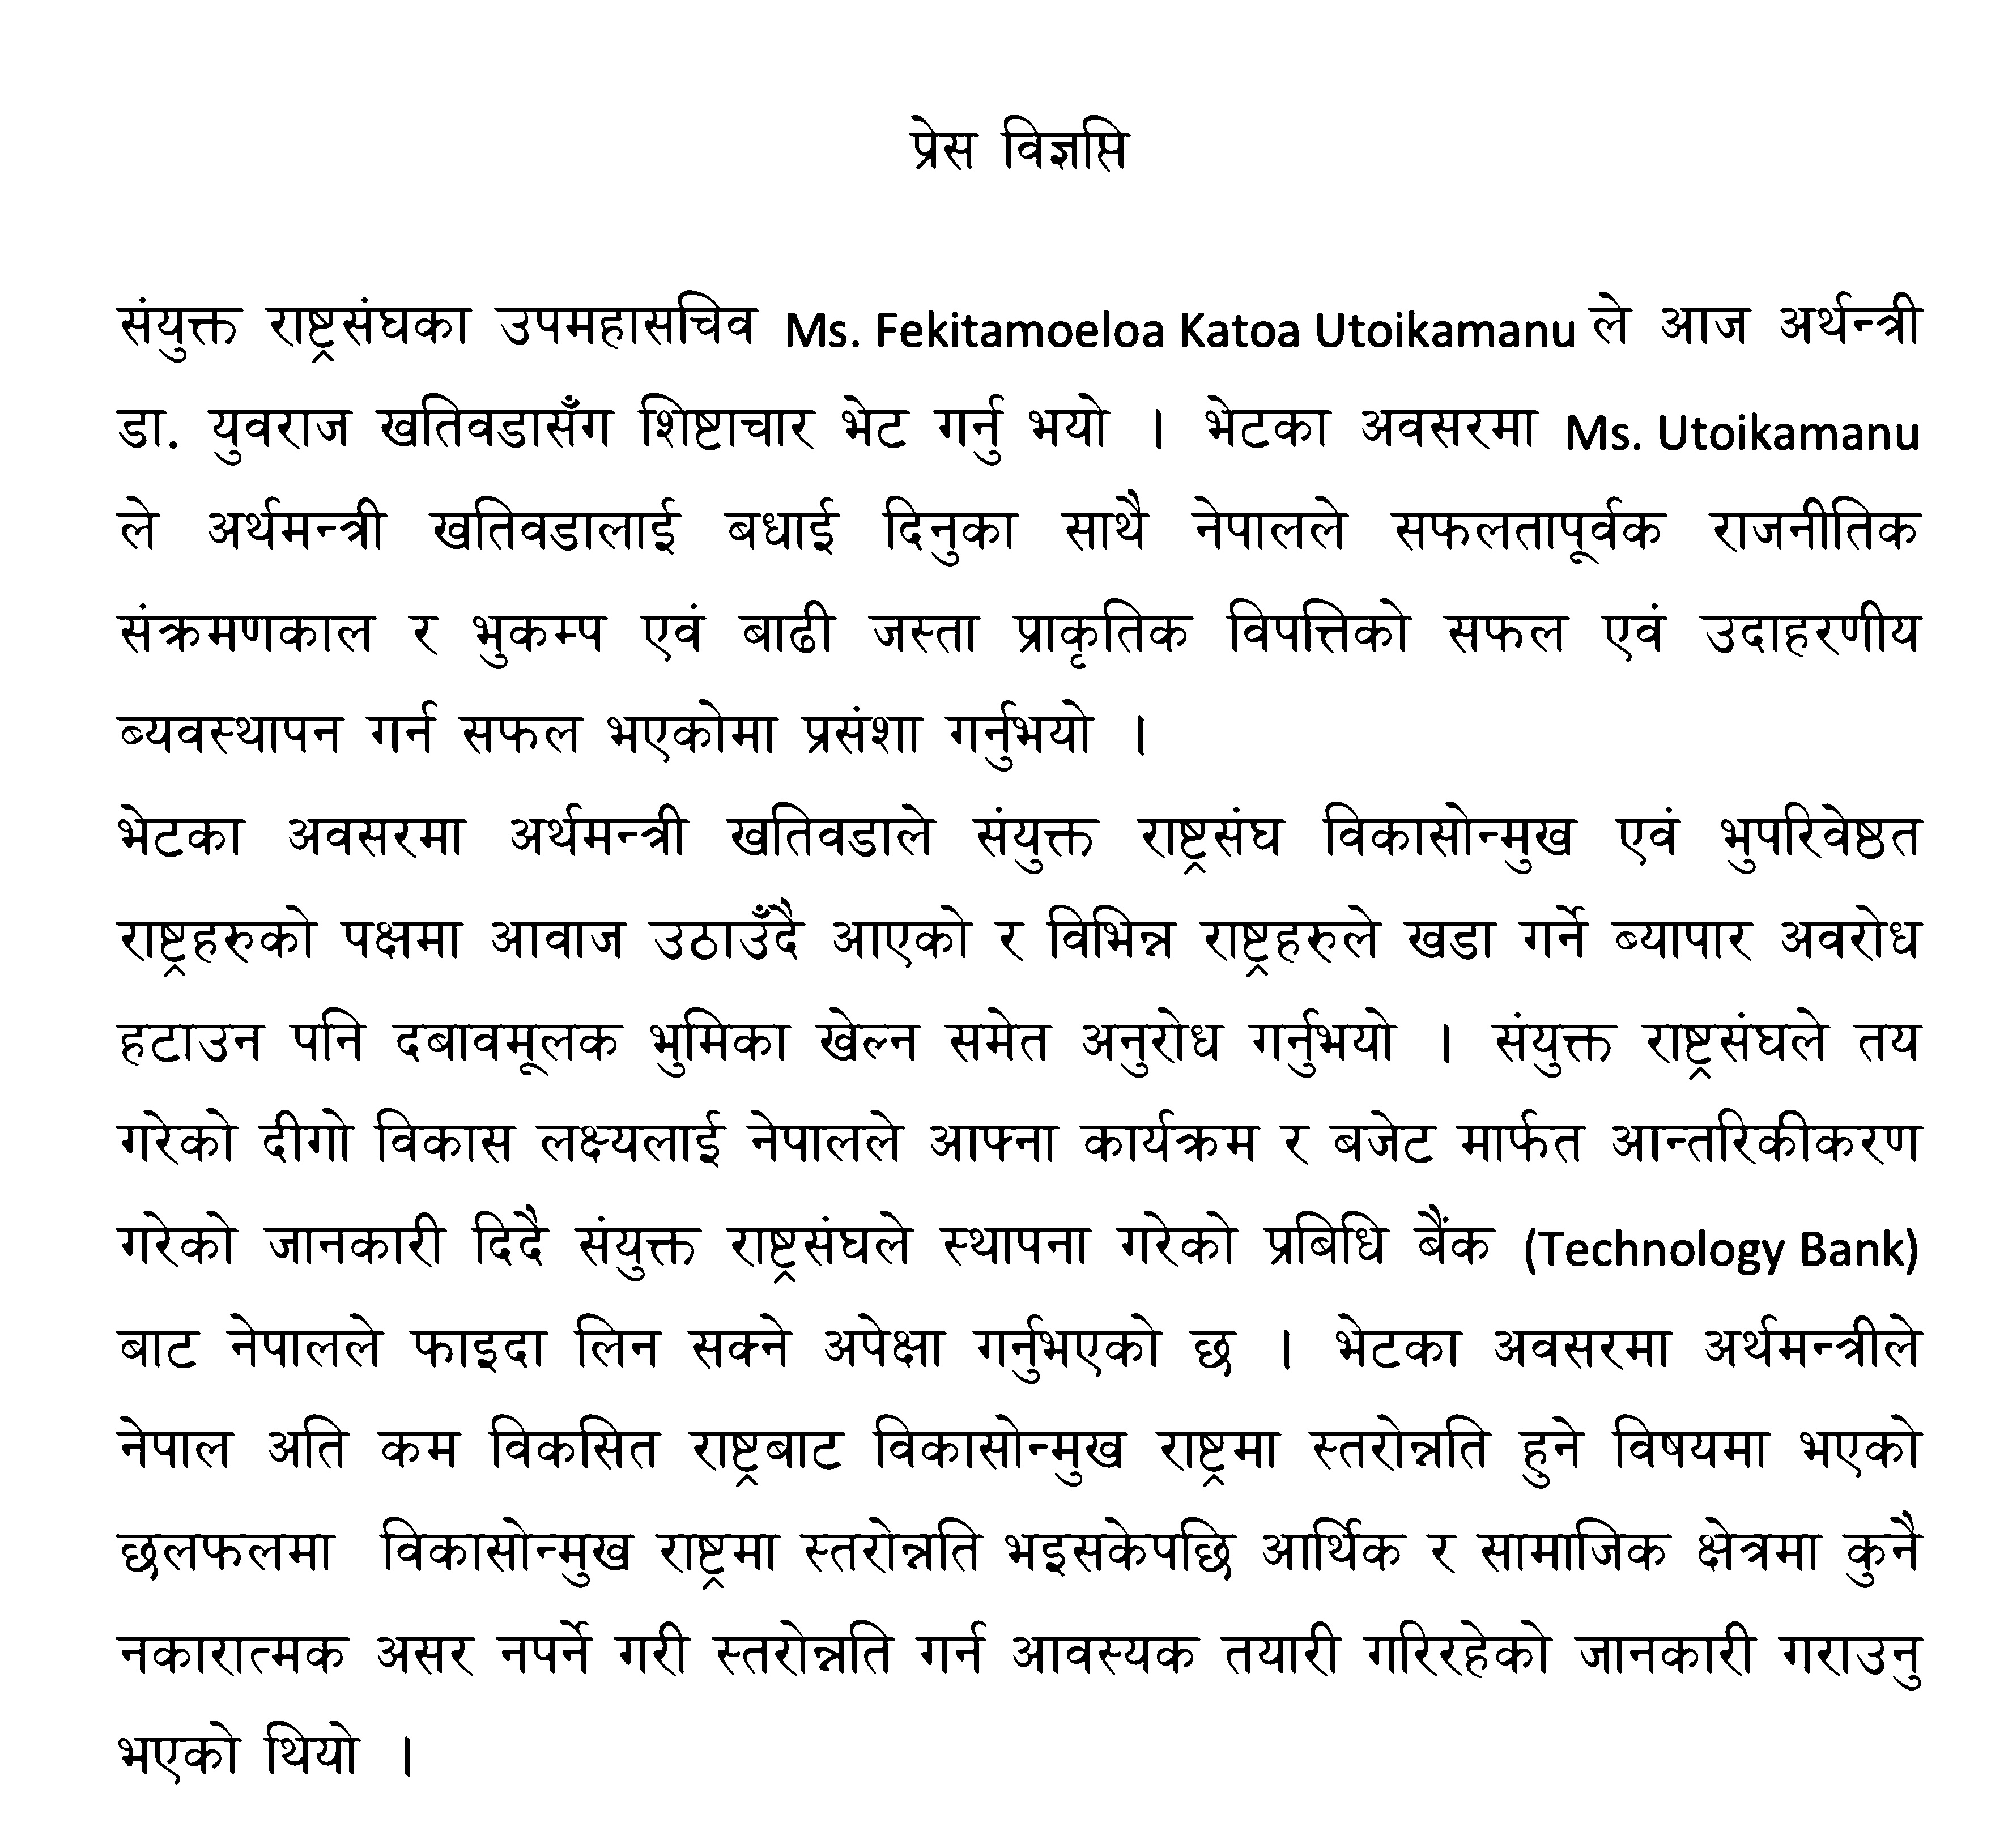 प्रेस विज्ञप्ति
संयुक्त राष्ट्रसंघका उपमहासचिव Ms. Fekitamoeloa Katoa Utoikamanu ले आज अर्थन्त्री
डा. युवराज खतिवडासँग शिष्टाचार भेट गर्नु भयो । भेटका अवसरमा Ms. Utoikamanu
ले अर्थमन्त्री खतिवडालाई बधाई दिनुका साथै नेपालले सफलतापूर्वक राजनीतिक
संक्रमणकाल र भुकम्प एवं बाढी जस्ता प्राकृतिक विपत्तिको सफल एवं उदाहरणीय
ब्यवस्थापन गर्न सफल भएकोमा प्रसंशा गर्नुभयो ।
भेटका अवसरमा अर्थमन्त्री खतिवडाले संयुक्त राष्ट्रसंघ विकासोन्मुख एवं भुपरिवेष्ठत
राष्ट्रहरुको पक्षमा आवाज उठाउँदै आएको र विभिन्न राष्ट्रहरुले खडा गर्ने ब्यापार अवरोध
हटाउन पनि दबावमूलक भुमिका खेल्न समेत अनुरोध गर्नुभयो । संयुक्त राष्ट्रसंघले तय
गरेको दीगो विकास लक्ष्यलाई नेपालले आफ्ना कार्यक्रम र बजेट मार्फत आन्तरिकीकरण
गरेको जानकारी दिदै संयुक्त राष्ट्रसंघले स्थापना गरेको प्रबिधि बैंक (Technology Bank)
बाट नेपालले फाइदा लिन सक्ने अपेक्षा गर्नुभएको छ । भेटका अवसरमा अर्थमन्त्रीले
नेपाल अति कम विकसित राष्ट्रबाट विकासोन्मुख राष्ट्रमा स्तरोन्नति हुने विषयमा भएको
छलफलमा विकासोन्मुख राष्ट्रमा स्तरोन्नति भइसकेपछि आर्थिक र सामाजिक क्षेत्रमा कुनै
नकारात्मक असर नपर्ने गरी स्तरोन्नति गर्न आवस्यक तयारी गरिरहेको जानकारी गराउनु
भएको थियो ।